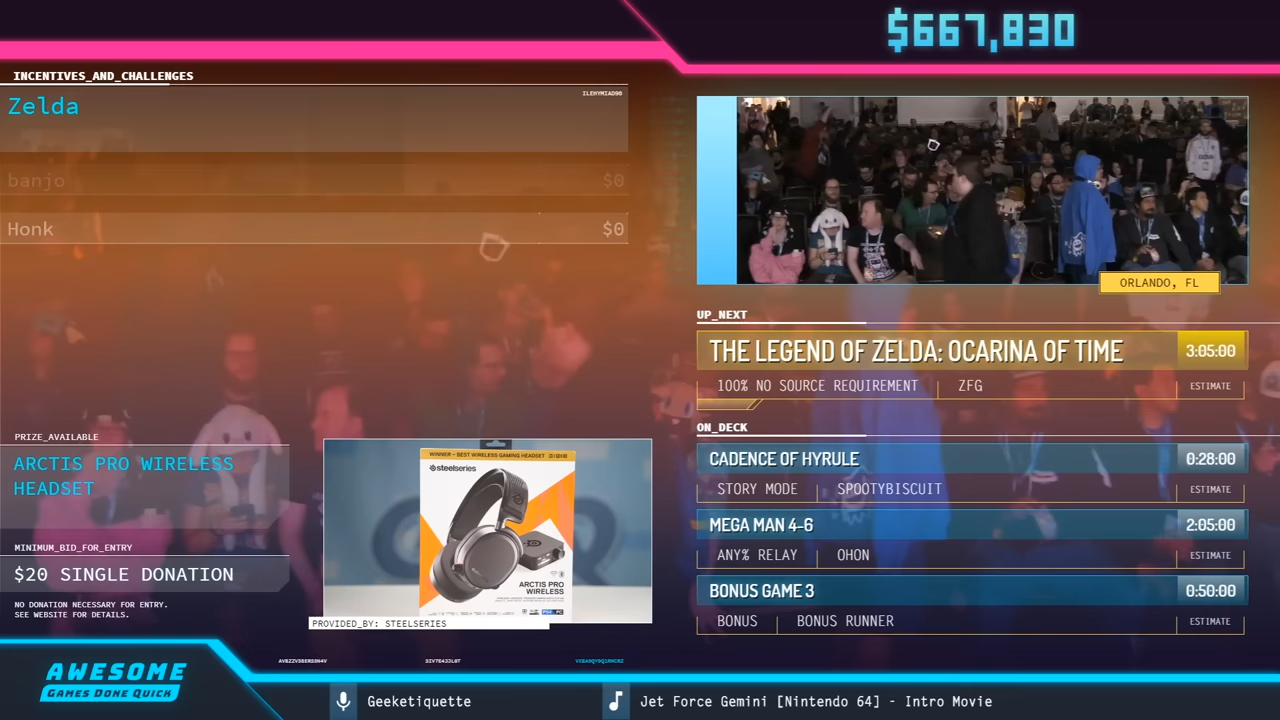 $667,830
INCENTIVES_AND_CHALLENGES
Zelda
banjo $0
Honk $0
ORLANDO, FL
UP_NEXT
THE LEGEND OF ZELDA: OCARINA OF TIME 3:05:00
100% NO SOURCE REQUIREMENT ZFG ESTIMATE
ON_DECK
CADENCE OF HYRULE 0:28:00
STORY MODE SPOOTYBISCUIT ESTIMATE
MEGA MAN 4-6 2:05:00
ANY% RELAY OHON ESTIMATE
BONUS GAME 3 0:50:00
BONUS BONUS RUNNER ESTIMATE
PRIZE_AVAILABLE
ARCTIS PRO WIRELESS
HEADSET
MINIMUM_BID_FOR_ENTRY
$20 SINGLE DONATION
NO DONATION NECESSARY FOR ENTRY.
SEE WEBSITE FOR DETAILS.
WINNER – BEST WIRELESS GAMING HEADSET
steelseries
ARCTIS PRO
WIRELESS
PROVIDED_BY: STEELSERIES
AWESOME
GAMES DONE QUICK
Geeketiquette
Jet Force Gemini [Nintendo 64] - Intro Movie